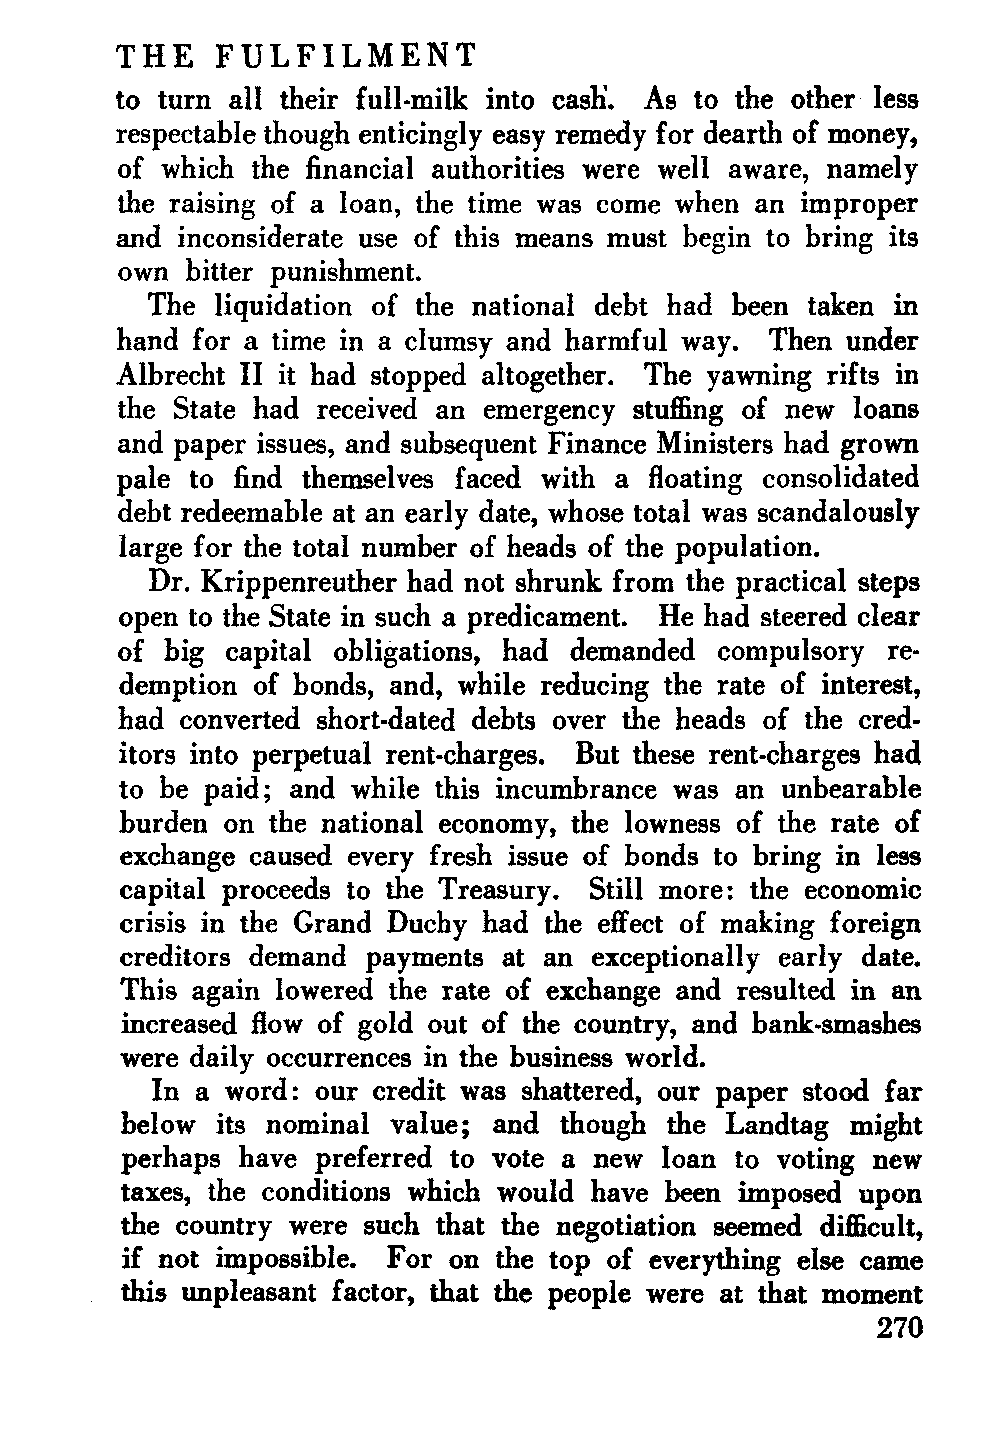 THE FULFILMENT
to turn all their full-milk into cash. As to the other less
respectable though enticingly easy remedy for dearth of money,
of which the financial authorities were well aware, namely
the raising of a loan, the time was come when an improper
and inconsiderate use of this means must begin to bring its
own bitter punishment.
The liquidation of the national debt had been taken in
hand for a time in a clumsy and harmful way. Then under
Albrecht II it had stopped altogether. The yawning rifts in
the State had received an emergency stuffing of new loans
and paper issues, and subsequent Finance Ministers had grown
pale to find themselves faced with a floating consolidated
debt redeemable at an early date, whose total was scandalously
large for the total number of heads of the population.
Dr. Krippenreuther had not shrunk from the practical steps
open to the State in such a predicament. He had steered clear
of big capital obligations, had demanded compulsory re-
demption of bonds, and, while reducing the rate of interest,
had converted short-dated debts over the heads of the cred-
itors into perpetual rent-charges. But these rent-charges had
to be paid; and while this incumbrance was an unbearable
burden on the national economy, the lowness of the rate of
exchange caused every fresh issue of bonds to bring in less
capital proceeds to the Treasury. Still more: the economic
crisis in the Grand Duchy had the effect of making foreign
creditors demand payments at an exceptionally early date.
This again lowered the rate of exchange and resulted in an
increased flow of gold out of the country, and bank-smashes
were daily occurrences in the business world.
In a word: our credit was shattered, our paper stood far
below its nominal value; and though the Landtag might
perhaps have preferred to vote a new loan to voting new
taxes, the conditions which would have been imposed upon
the country were such that the negotiation seemed difficult,
if not impossible. For on the top of everything else came
this unpleasant factor, that the people were at that moment
270